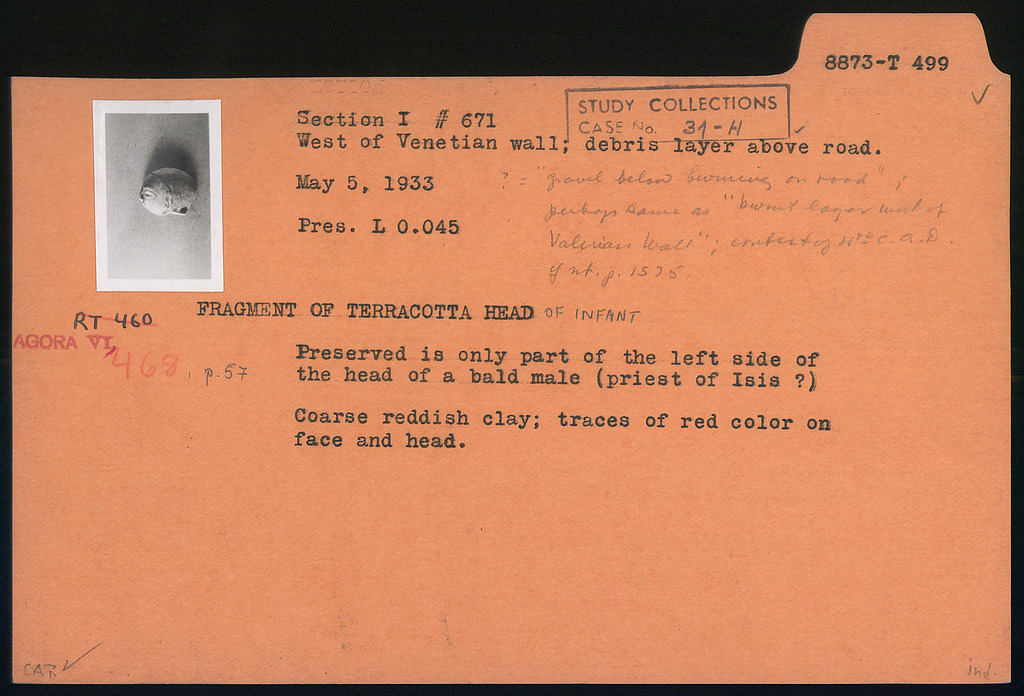 8873-T 499
STUDY COLLECTIONS
CASE No. 31-H
Section I # 671
West of Venetian wall; debris layer above road.
May 5, 1933
? = "gravel below burning on road" ;
perhaps same as "burnt layer west of
Valerian Wall" ; context of c. A.D.
cf nt. p. 1575.
Pres. L 0.045
FRAGMENT OF TERRACOTTA HEAD OF INFANT
RT 460
AGORA VI, 468, p. 57
Preserved is only part of the left side of
the head of a bald male (priest of Isis ?)
Coarse reddish clay; traces of red color on
face and head.
CAT.
ind.